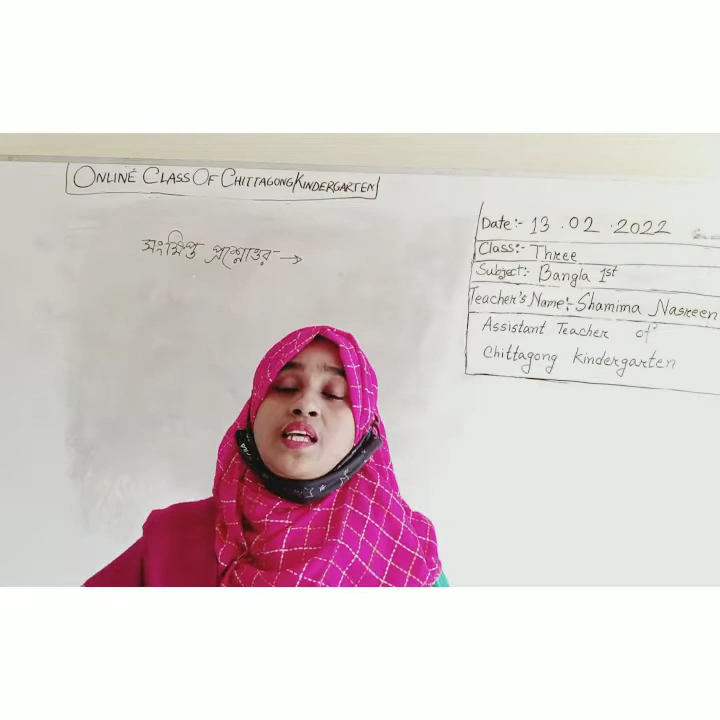 ONLINE CLASS OF CHITTAGONG KINDERGARTEN
সংক্ষিপ্ত প্রশ্নোত্তর →
Date:- 13.02.2022
Class:- Three
Subject:- Bangla 1st
Teacher's Name:- Shamima Nasreen
Assistant Teacher of
Chittagong kindergarten